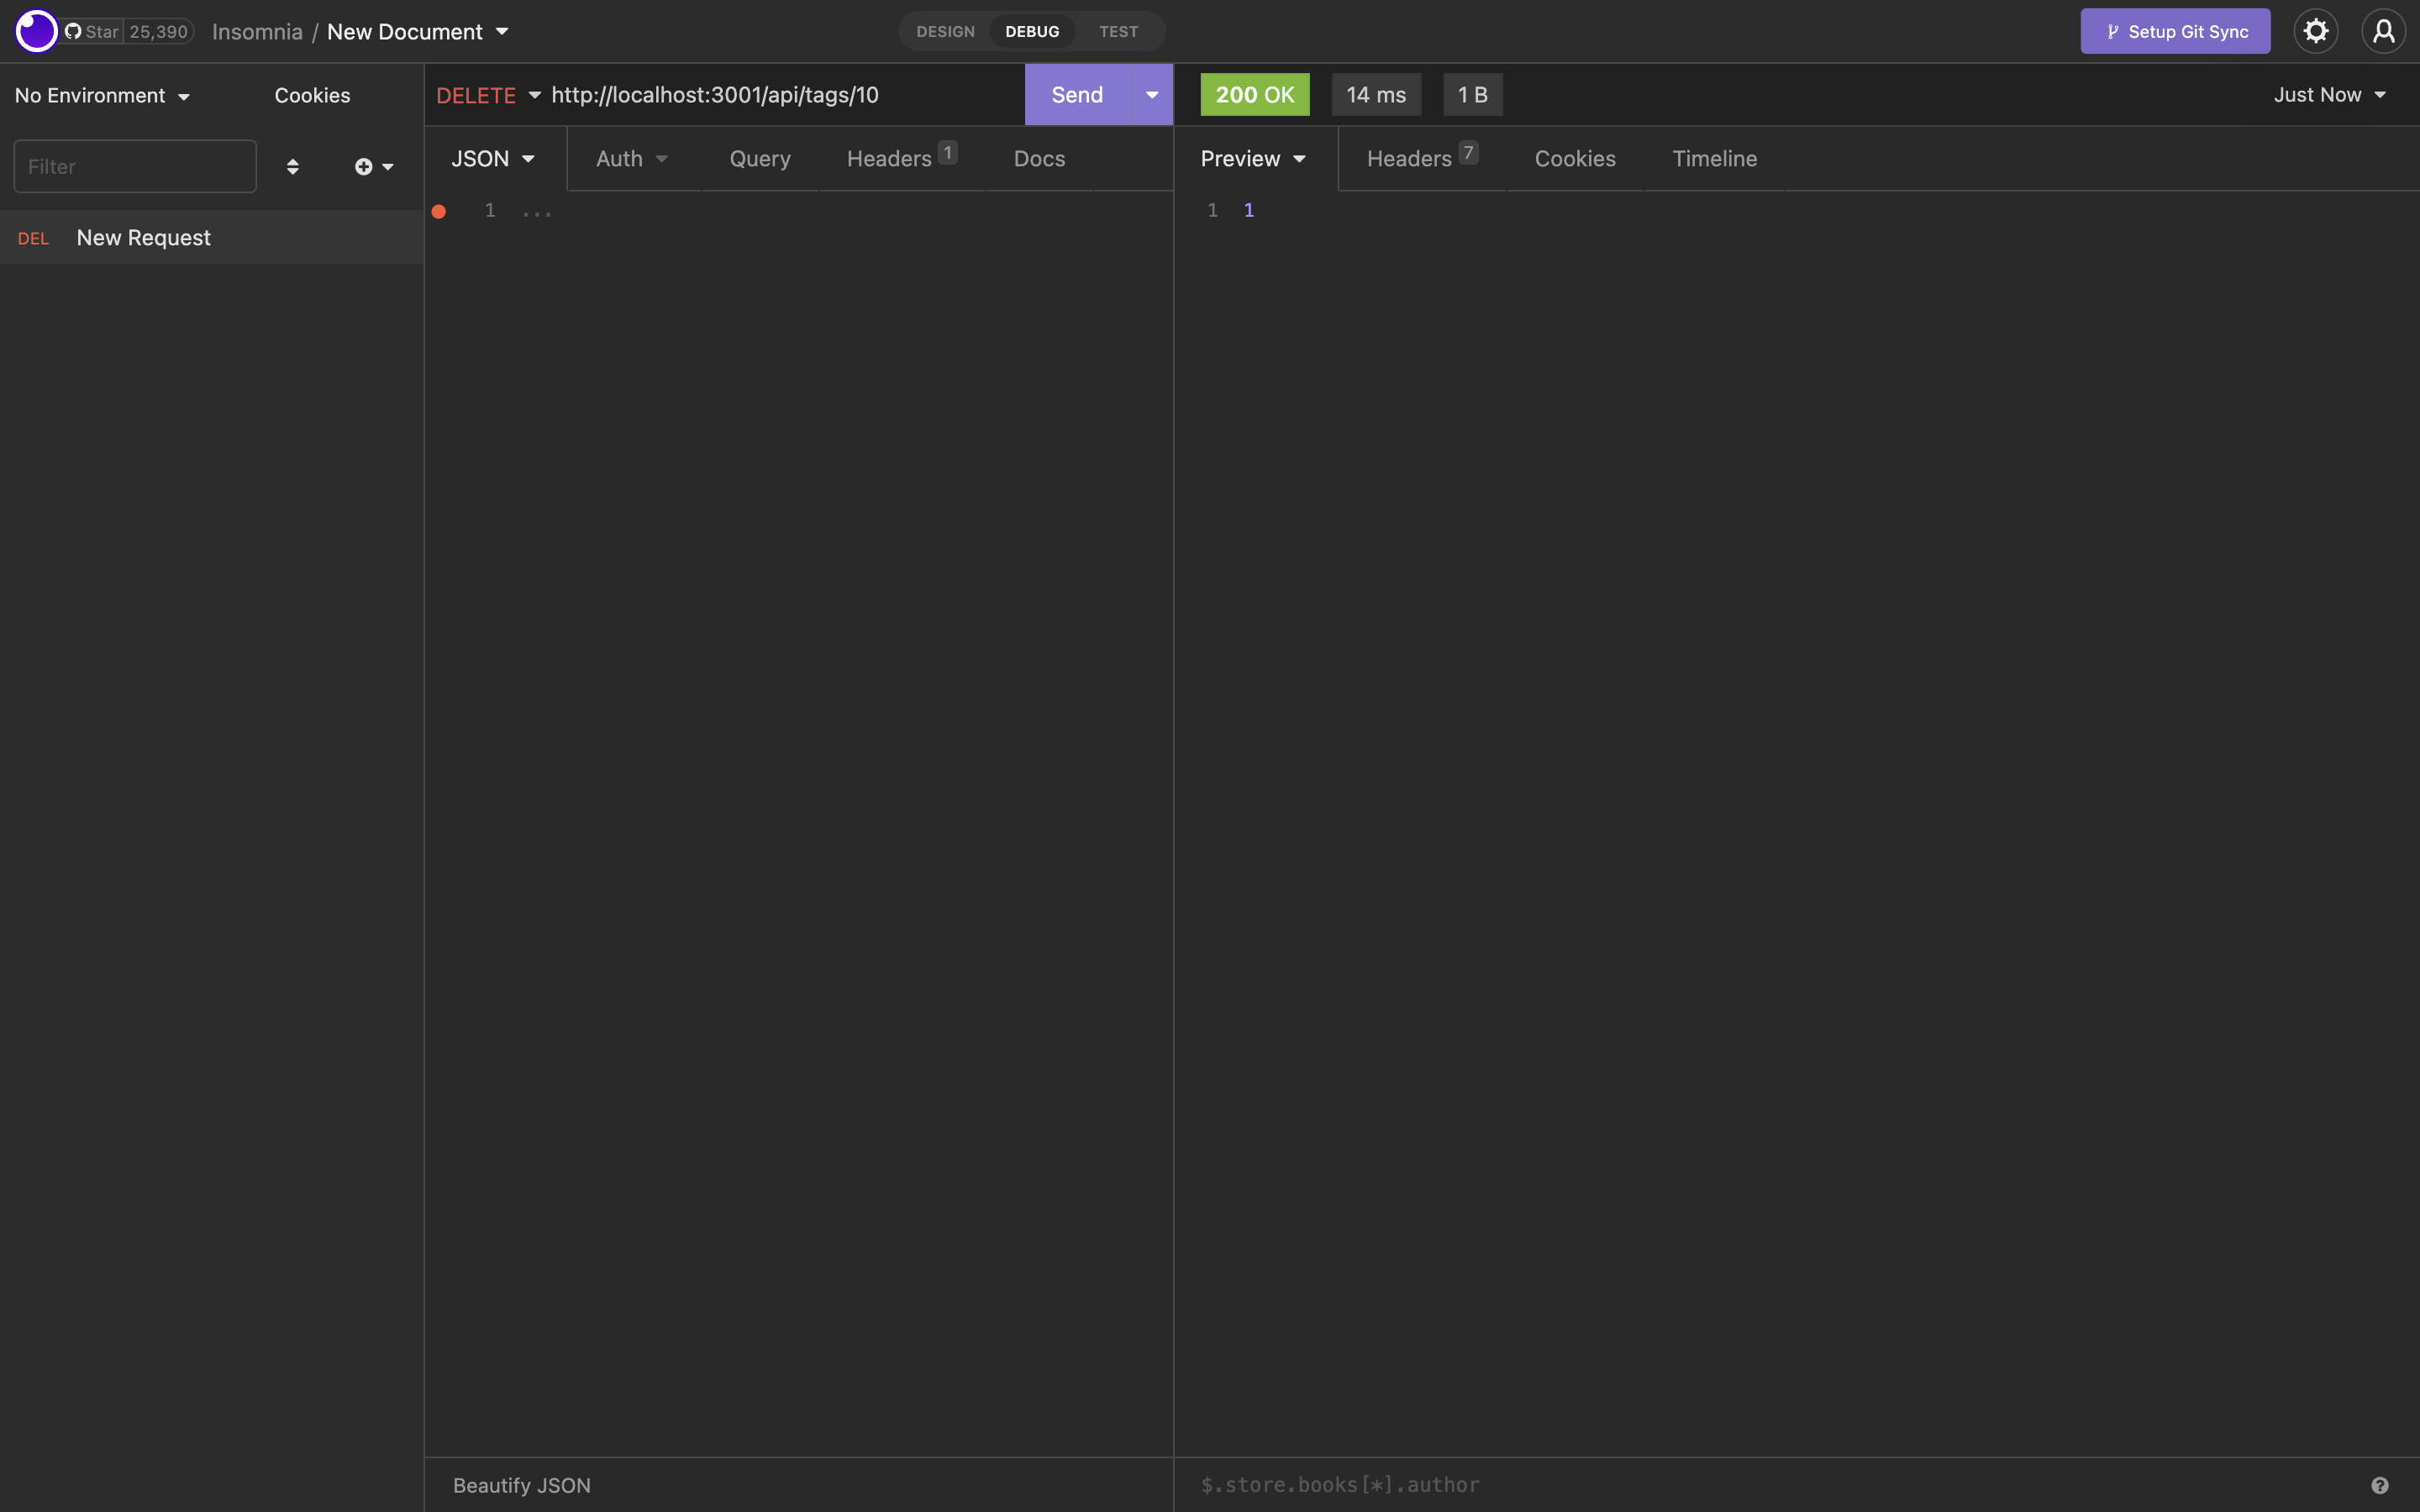 Star 25,390 Insomnia / New Document DESIGN DEBUG TEST Setup Git Sync
No Environment Cookies DELETE http://localhost:3001/api/tags/10 Send 200 OK 14 ms 1 B Just Now
Filter JSON Auth Query Headers 1 Docs Preview Headers 7 Cookies Timeline
1 ... 1 1
DEL New Request
Beautify JSON $.store.books[*].author